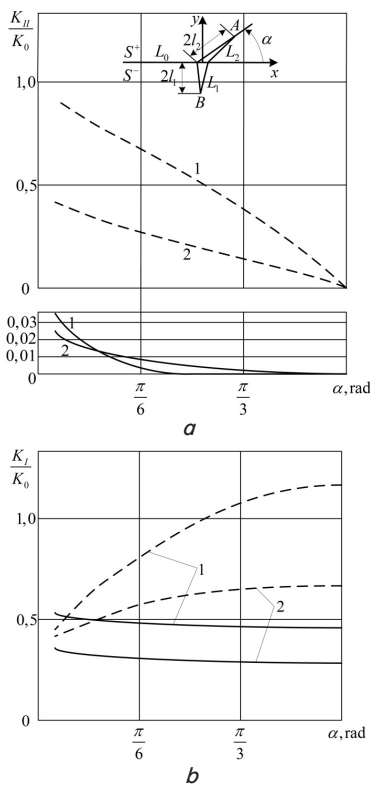 K_II / K_0
y
A
2l_2
α
S^+
L_0
L_2
S^-
2l_1
L_1
x
B
1,0
1
0,5
2
0
0,03
1
0,02
2
0,01
0
π/6
π/3
α, rad
a
K_I / K_0
1,0
1
2
0,5
0
π/6
π/3
α, rad
b